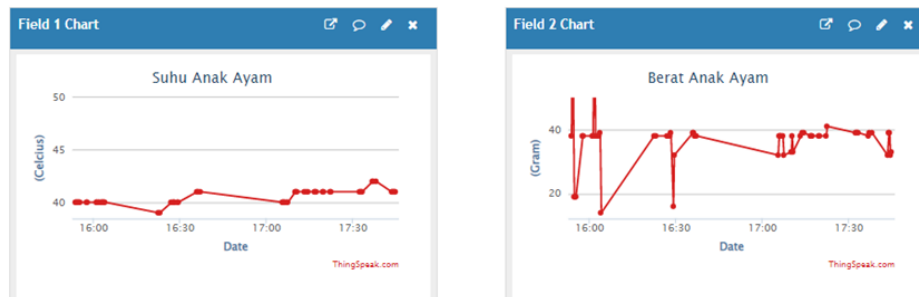 Field 1 Chart
Suhu Anak Ayam
50
45
40
(Celcius)
16:00 16:30 17:00 17:30
Date
ThingSpeak.com
Field 2 Chart
Berat Anak Ayam
40
20
(Gram)
16:00 16:30 17:00 17:30
Date
ThingSpeak.com